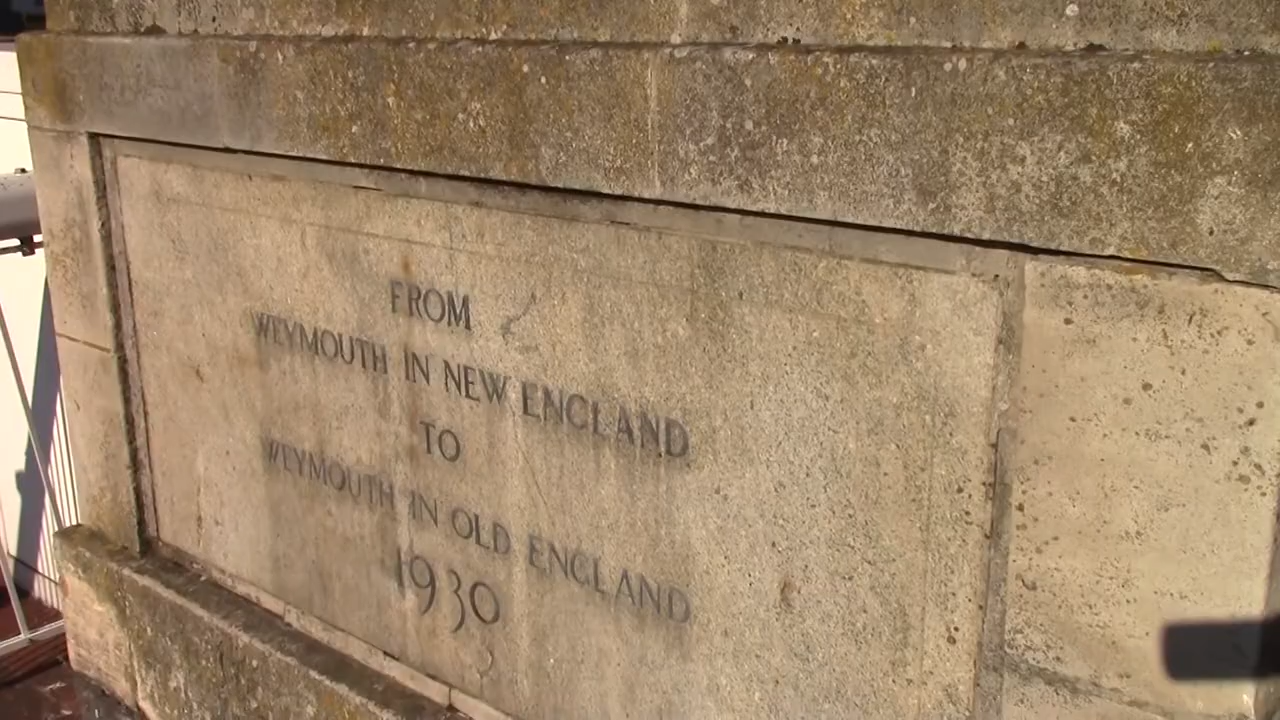 FROM
WEYMOUTH IN NEW ENGLAND
TO
WEYMOUTH IN OLD ENGLAND
1930